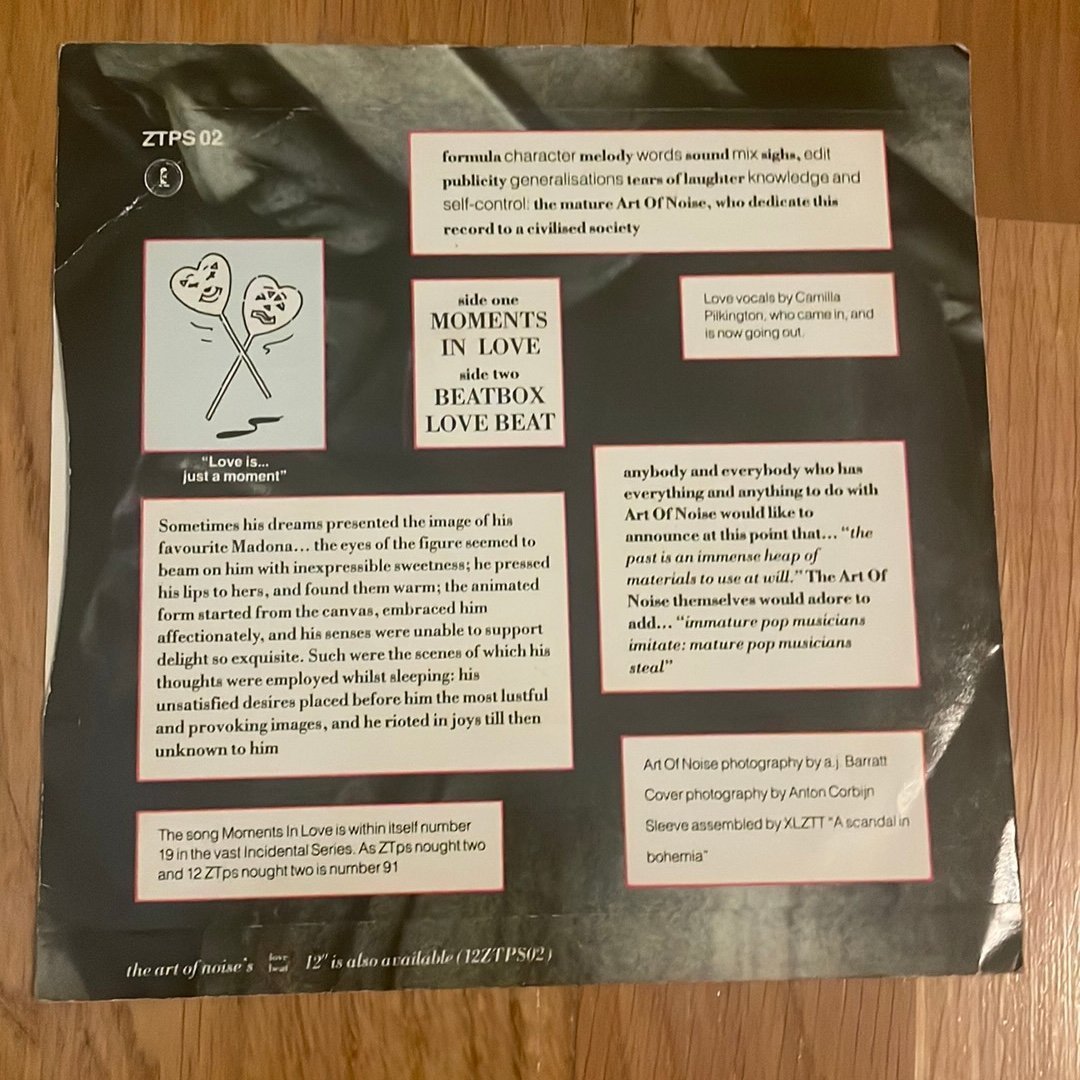 ZTPS 02
formula character melody words sound mix sighs, edit
publicity generalisations tears of laughter knowledge and
self-control: the mature Art Of Noise, who dedicate this
record to a civilised society
side one
MOMENTS
IN LOVE
side two
BEATBOX
LOVE BEAT
Love vocals by Camilla
Pilkington, who came in, and
is now going out.
"Love is...
just a moment"
anybody and everybody who has
everything and anything to do with
Art Of Noise would like to
announce at this point that... "the
past is an immense heap of
materials to use at will." The Art Of
Noise themselves would adore to
add... "immature pop musicians
imitate: mature pop musicians
steal"
Sometimes his dreams presented the image of his
favourite Madona... the eyes of the figure seemed to
beam on him with inexpressible sweetness; he pressed
his lips to hers, and found them warm; the animated
form started from the canvas, embraced him
affectionately, and his senses were unable to support
delight so exquisite. Such were the scenes of which his
thoughts were employed whilst sleeping: his
unsatisfied desires placed before him the most lustful
and provoking images, and he rioted in joys till then
unknown to him
Art Of Noise photography by a.j. Barratt
Cover photography by Anton Corbijn
Sleeve assembled by XLZTT "A scandal in
bohemia"
The song Moments In Love is within itself number
19 in the vast Incidental Series. As ZTps nought two
and 12 ZTps nought two is number 91
the art of noise's love beat 12" is also available (12ZTPS02)